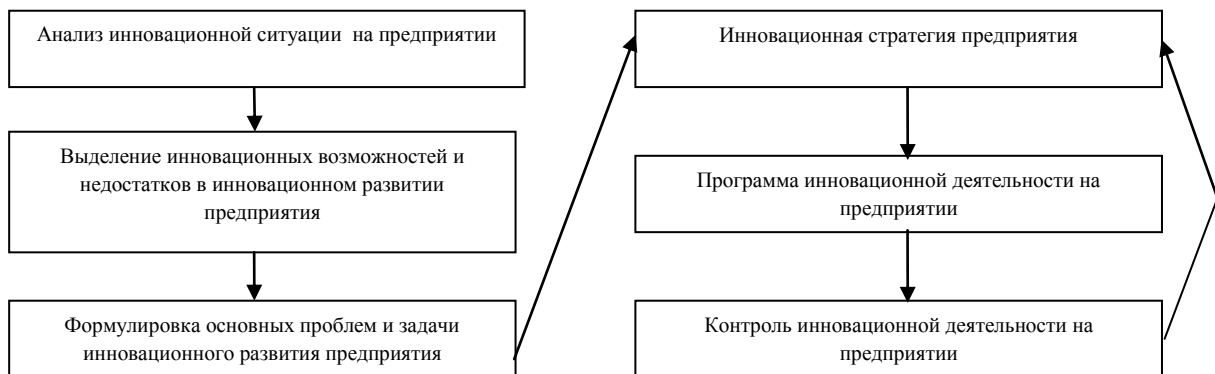 Анализ инновационной ситуации на предприятии
Выделение инновационных возможностей и
недостатков в инновационном развитии
предприятия
Формулировка основных проблем и задачи
инновационного развития предприятия
Инновационная стратегия предприятия
Программа инновационной деятельности на
предприятии
Контроль инновационной деятельности на
предприятии